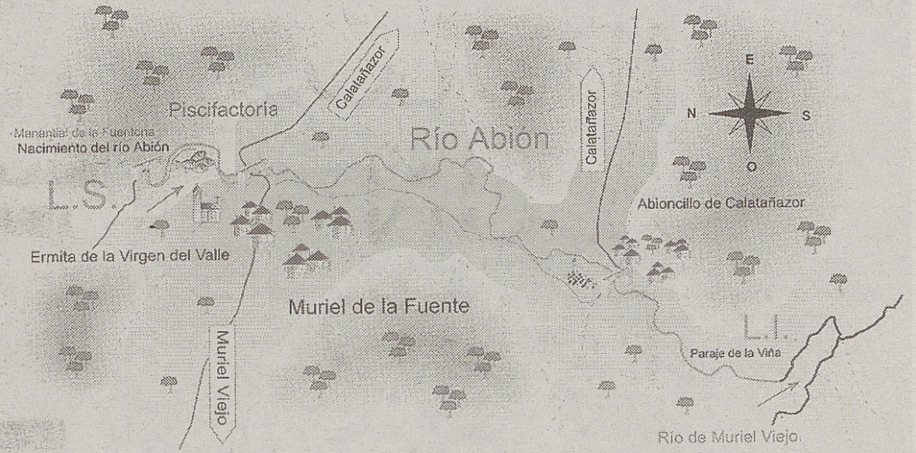 Calatañazor
Piscifactoria
Manantial de la Fuentona
Nacimiento del río Abión
Río Abión
Calatañazor
E
N
S
O
L.S.
Abioncillo de Calatañazor
Ermita de la Virgen del Valle
Muriel de la Fuente
Muriel Viejo
L.I.
Paraje de la Viña
Río de Muriel Viejo